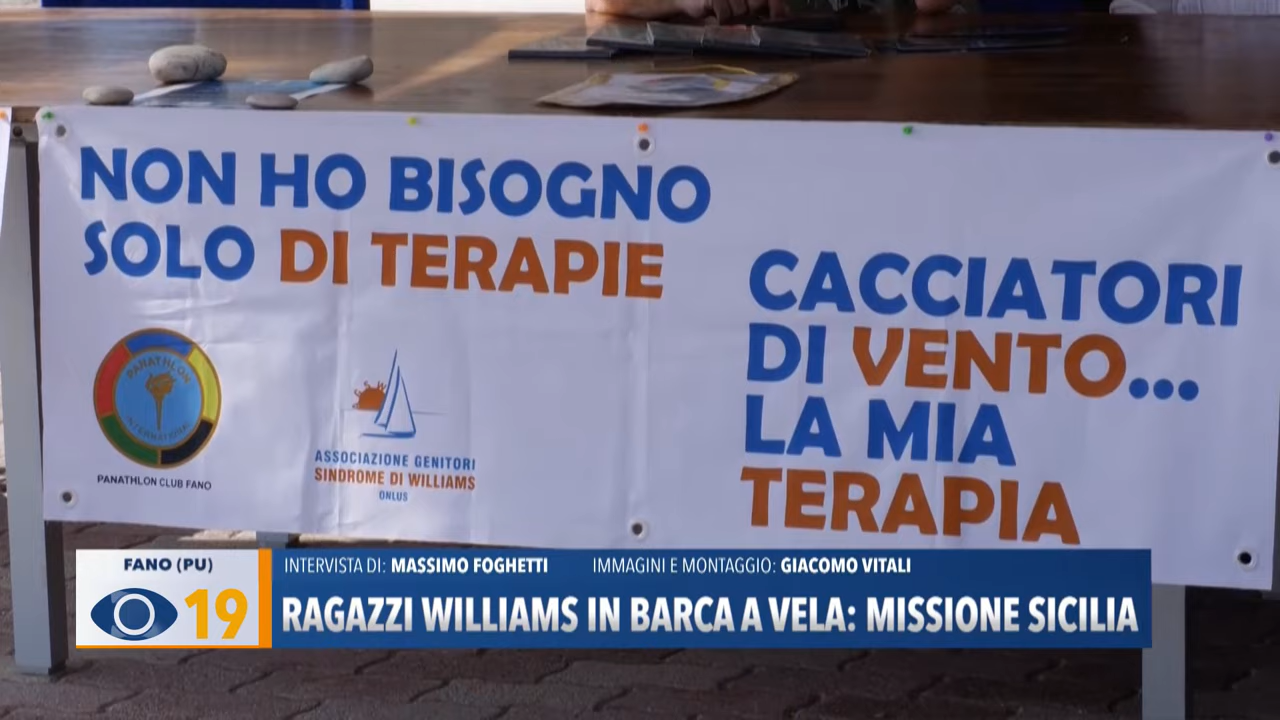 NON HO BISOGNO
SOLO DI TERAPIE
CACCIATORI
DI VENTO...
LA MIA
TERAPIA
PANATHLON
INTERNATIONAL
PANATHLON CLUB FANO
ASSOCIAZIONE GENITORI
SINDROME DI WILLIAMS
ONLUS
FANO (PU)
19
INTERVISTA DI: MASSIMO FOGHETTI IMMAGINI E MONTAGGIO: GIACOMO VITALI
RAGAZZI WILLIAMS IN BARCA A VELA: MISSIONE SICILIA